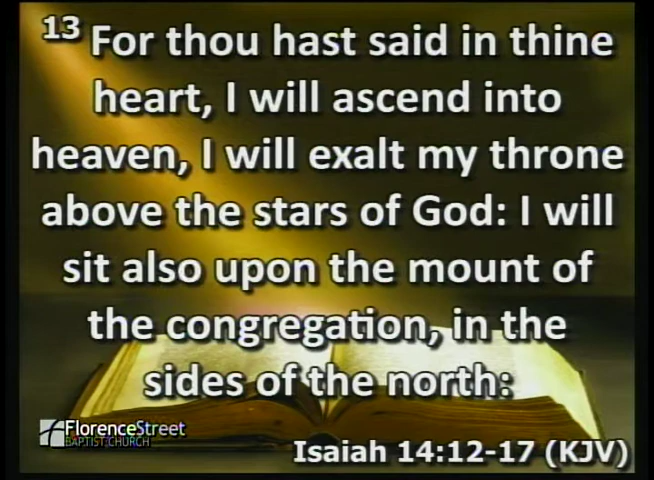 13 For thou hast said in thine
heart, I will ascend into
heaven, I will exalt my throne
above the stars of God: I will
sit also upon the mount of
the congregation, in the
sides of the north:
FlorenceStreet
BAPTIST CHURCH
Isaiah 14:12-17 (KJV)